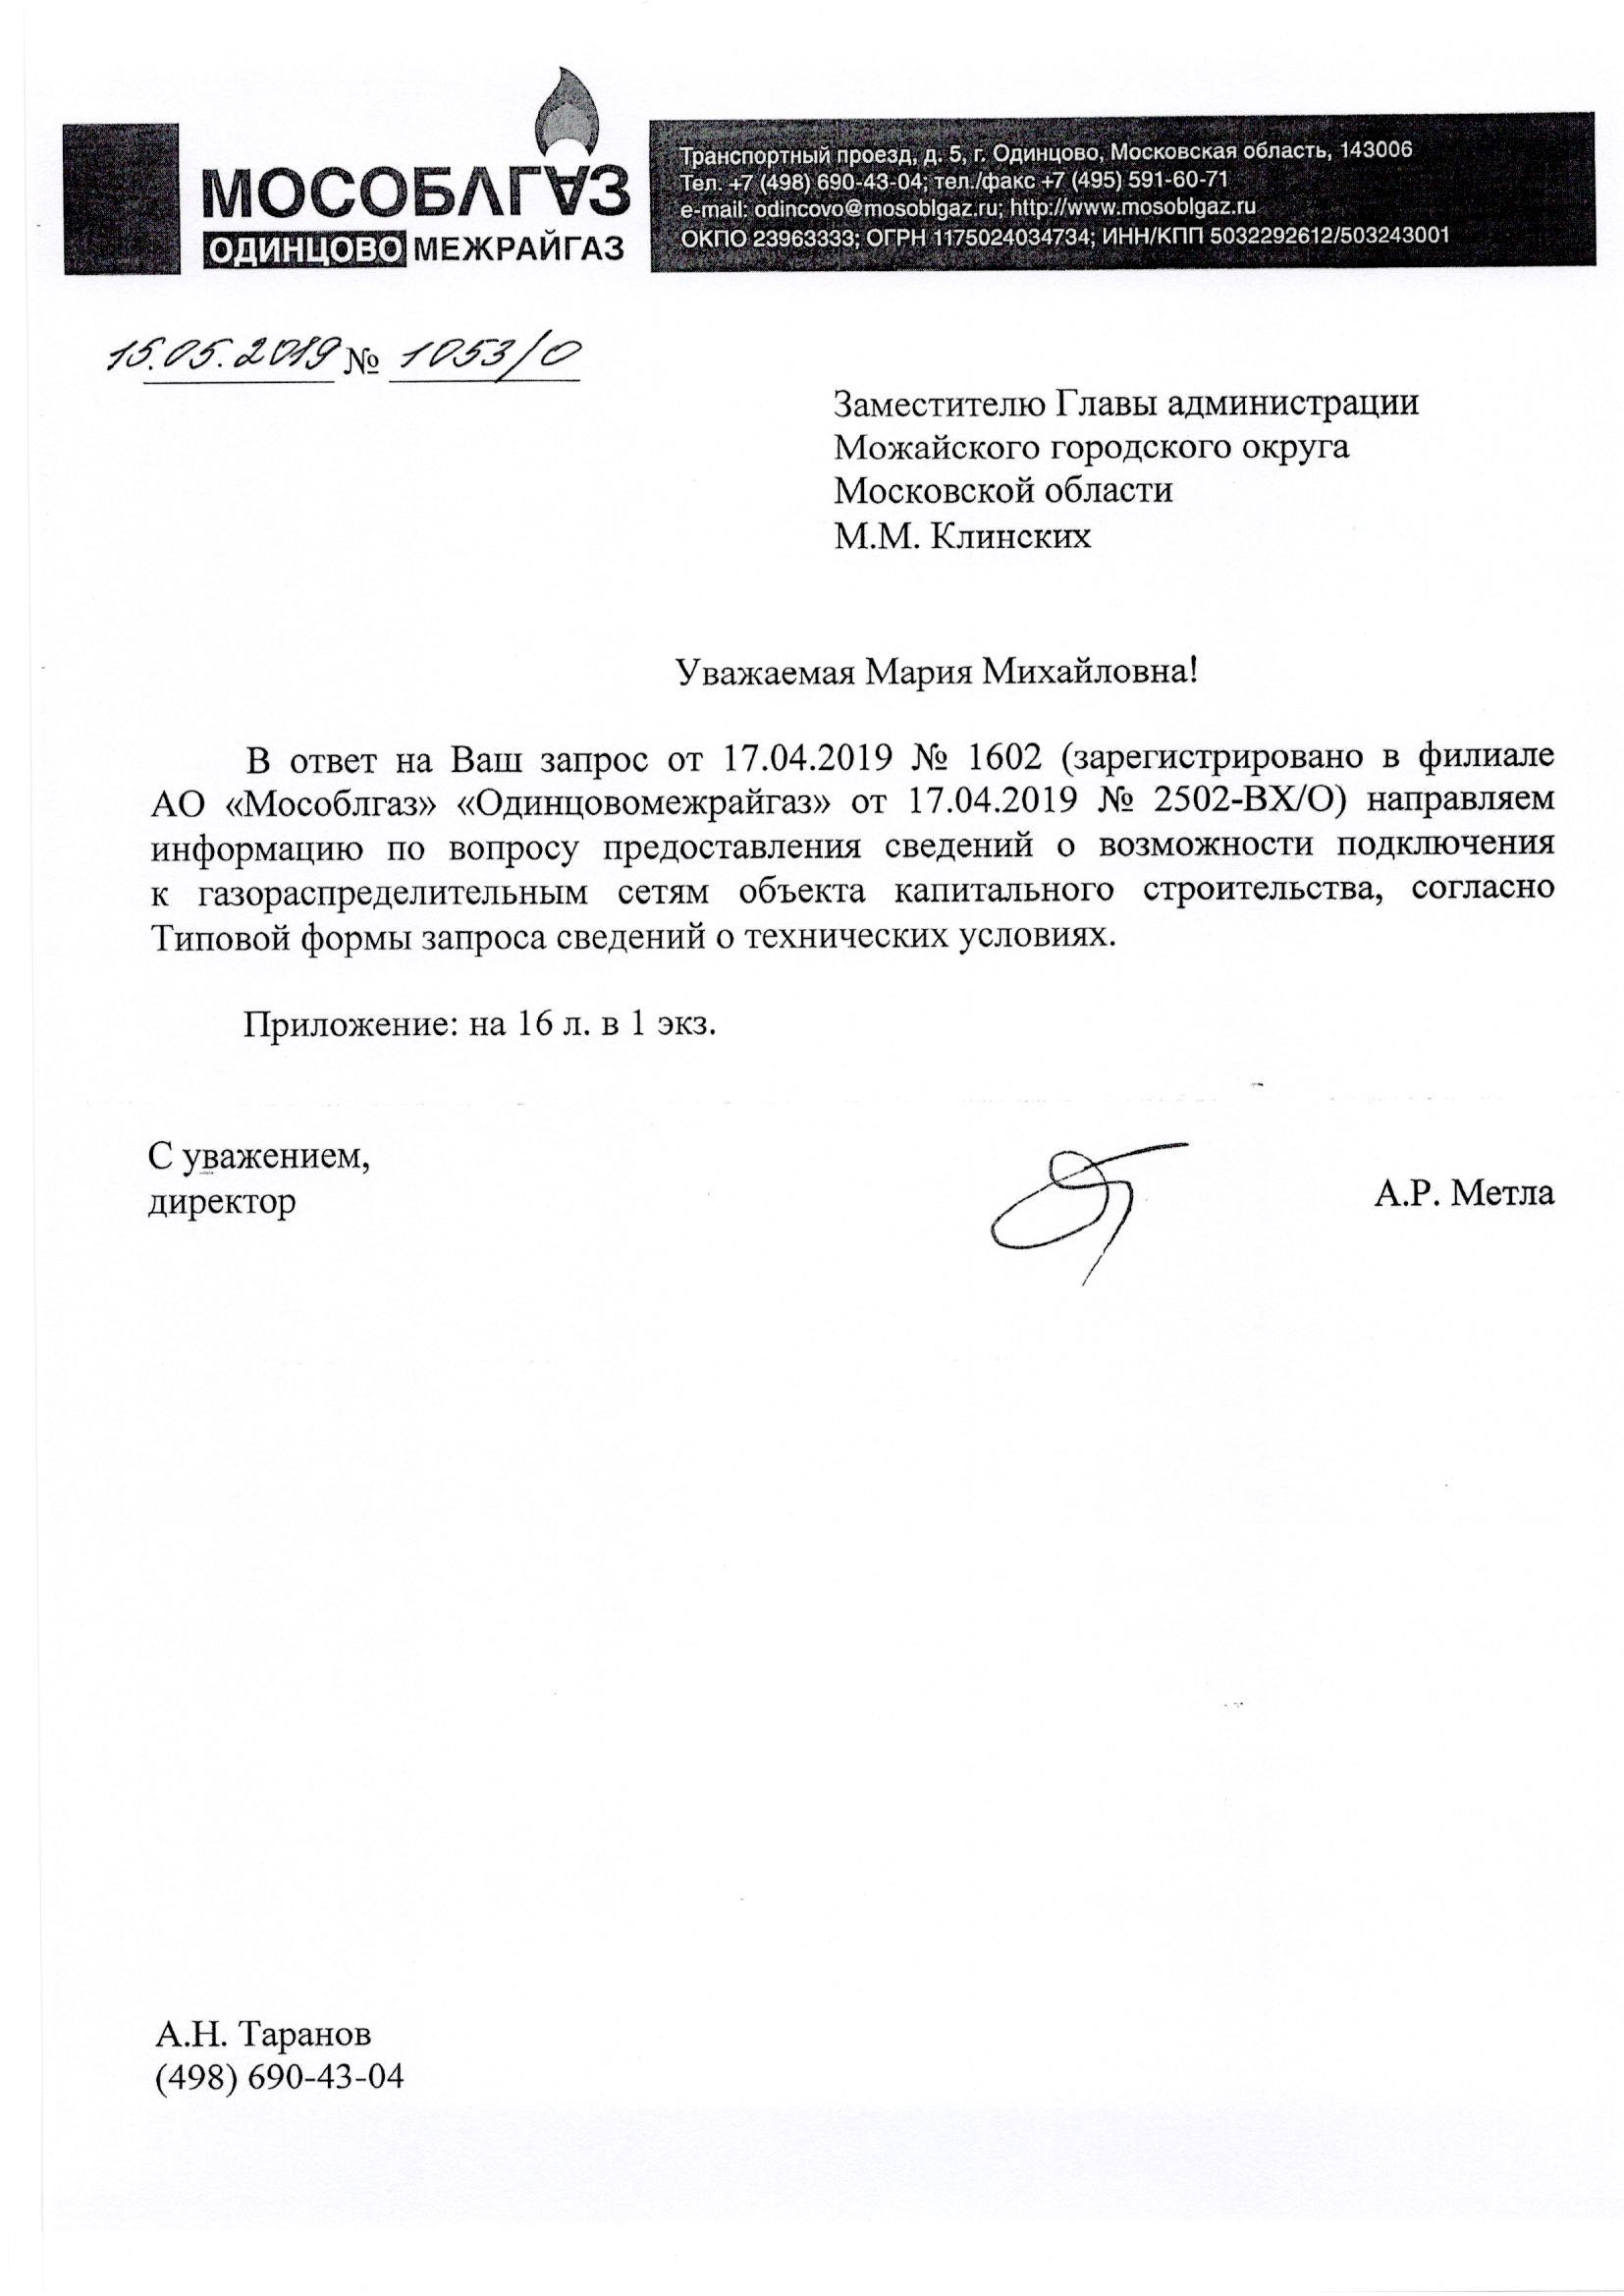 МОСОБЛГАЗ
ОДИНЦОВО МЕЖРАЙГАЗ
Транспортный проезд, д. 5, г. Одинцово, Московская область, 143006
Тел. +7 (498) 690-43-04; тел./факс +7 (495) 591-60-71
e-mail: odincovo@mosoblgaz.ru; http://www.mosoblgaz.ru
ОКПО 23963333; ОГРН 1175024034734; ИНН/КПП 5032292612/503243001
15.05.2019 № 1053/О
Заместителю Главы администрации
Можайского городского округа
Московской области
М.М. Клинских
Уважаемая Мария Михайловна!
В ответ на Ваш запрос от 17.04.2019 № 1602 (зарегистрировано в филиале
АО «Мособлгаз» «Одинцовомежрайгаз» от 17.04.2019 № 2502-ВХ/О) направляем
информацию по вопросу предоставления сведений о возможности подключения
к газораспределительным сетям объекта капитального строительства, согласно
Типовой формы запроса сведений о технических условиях.
Приложение: на 16 л. в 1 экз.
С уважением,
директор
А.Р. Метла
А.Н. Таранов
(498) 690-43-04